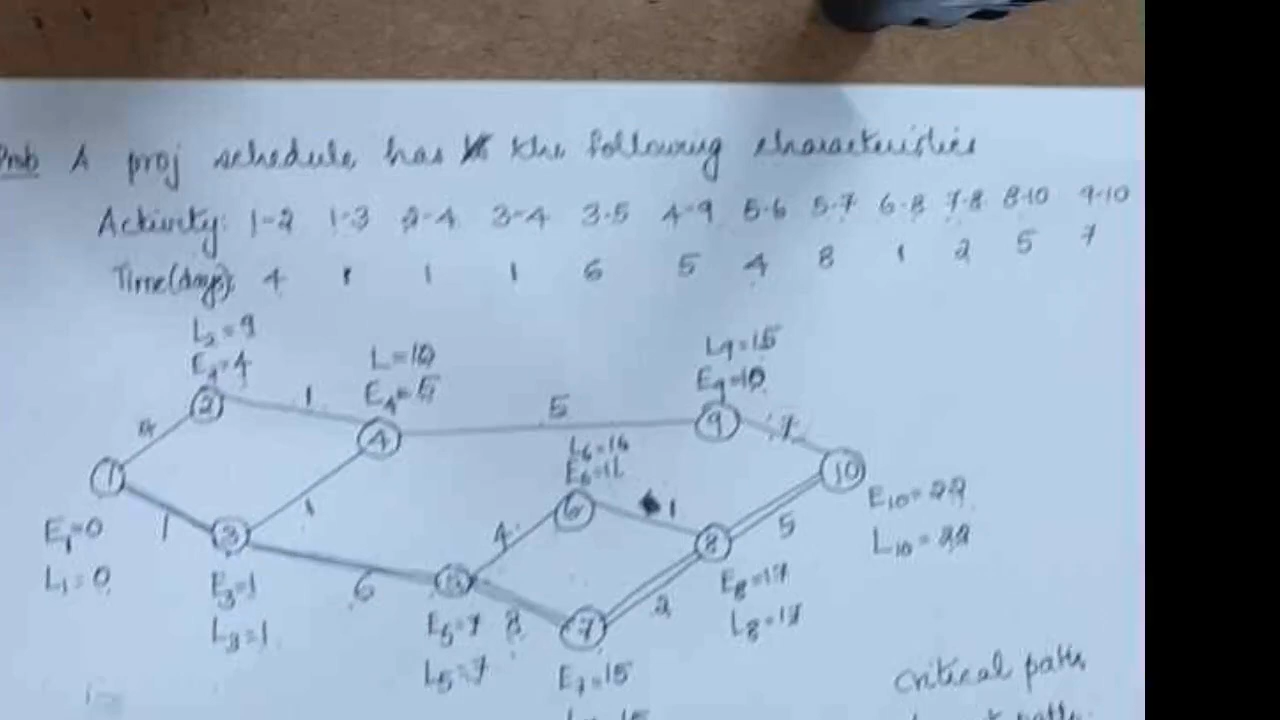 Prob A proj schedule has the following characteristics
Activity: 1-2 1-3 2-4 3-4 3-5 4-9 5-6 5-7 6-8 7-8 8-10 9-10
Time(days): 4 1 1 1 6 5 4 8 1 2 5 7
L2=9
E2=4
L=10
E4=5
L9=15
E9=10
2
1
4
4
5
9
7
L6=16
E6=11
1
10
E10=22
L10=22
E1=0
L1=0
1
3
1
E3=1
L3=1
6
5
E5=7
L5=7
4
6
1
8
5
E8=17
L8=17
8
7
2
E7=15
Critical path